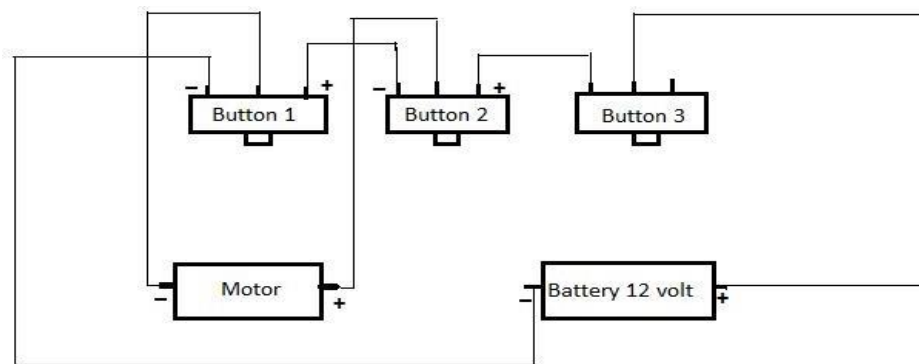 − + − +
Button 1 Button 2 Button 3
Motor Battery 12 volt
− + − +